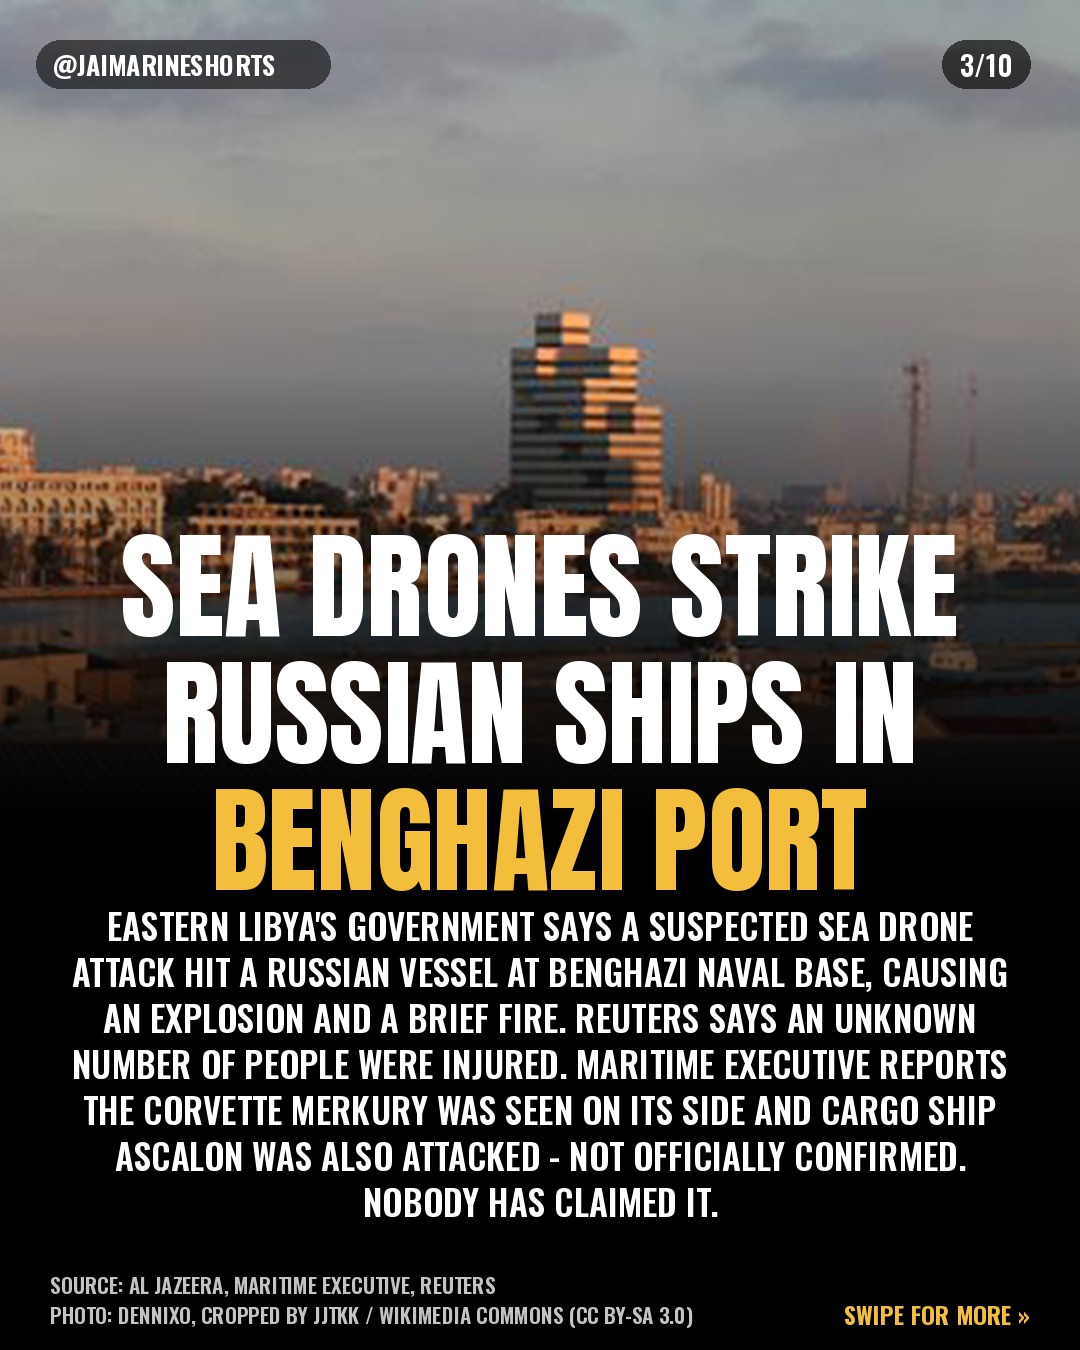 @JAIMARINESHORTS
3/10
SEA DRONES STRIKE
RUSSIAN SHIPS IN
BENGHAZI PORT
EASTERN LIBYA'S GOVERNMENT SAYS A SUSPECTED SEA DRONE
ATTACK HIT A RUSSIAN VESSEL AT BENGHAZI NAVAL BASE, CAUSING
AN EXPLOSION AND A BRIEF FIRE. REUTERS SAYS AN UNKNOWN
NUMBER OF PEOPLE WERE INJURED. MARITIME EXECUTIVE REPORTS
THE CORVETTE MERKURY WAS SEEN ON ITS SIDE AND CARGO SHIP
ASCALON WAS ALSO ATTACKED - NOT OFFICIALLY CONFIRMED.
NOBODY HAS CLAIMED IT.
SOURCE: AL JAZEERA, MARITIME EXECUTIVE, REUTERS
PHOTO: DENNIXO, CROPPED BY JJTKK / WIKIMEDIA COMMONS (CC BY-SA 3.0)
SWIPE FOR MORE »